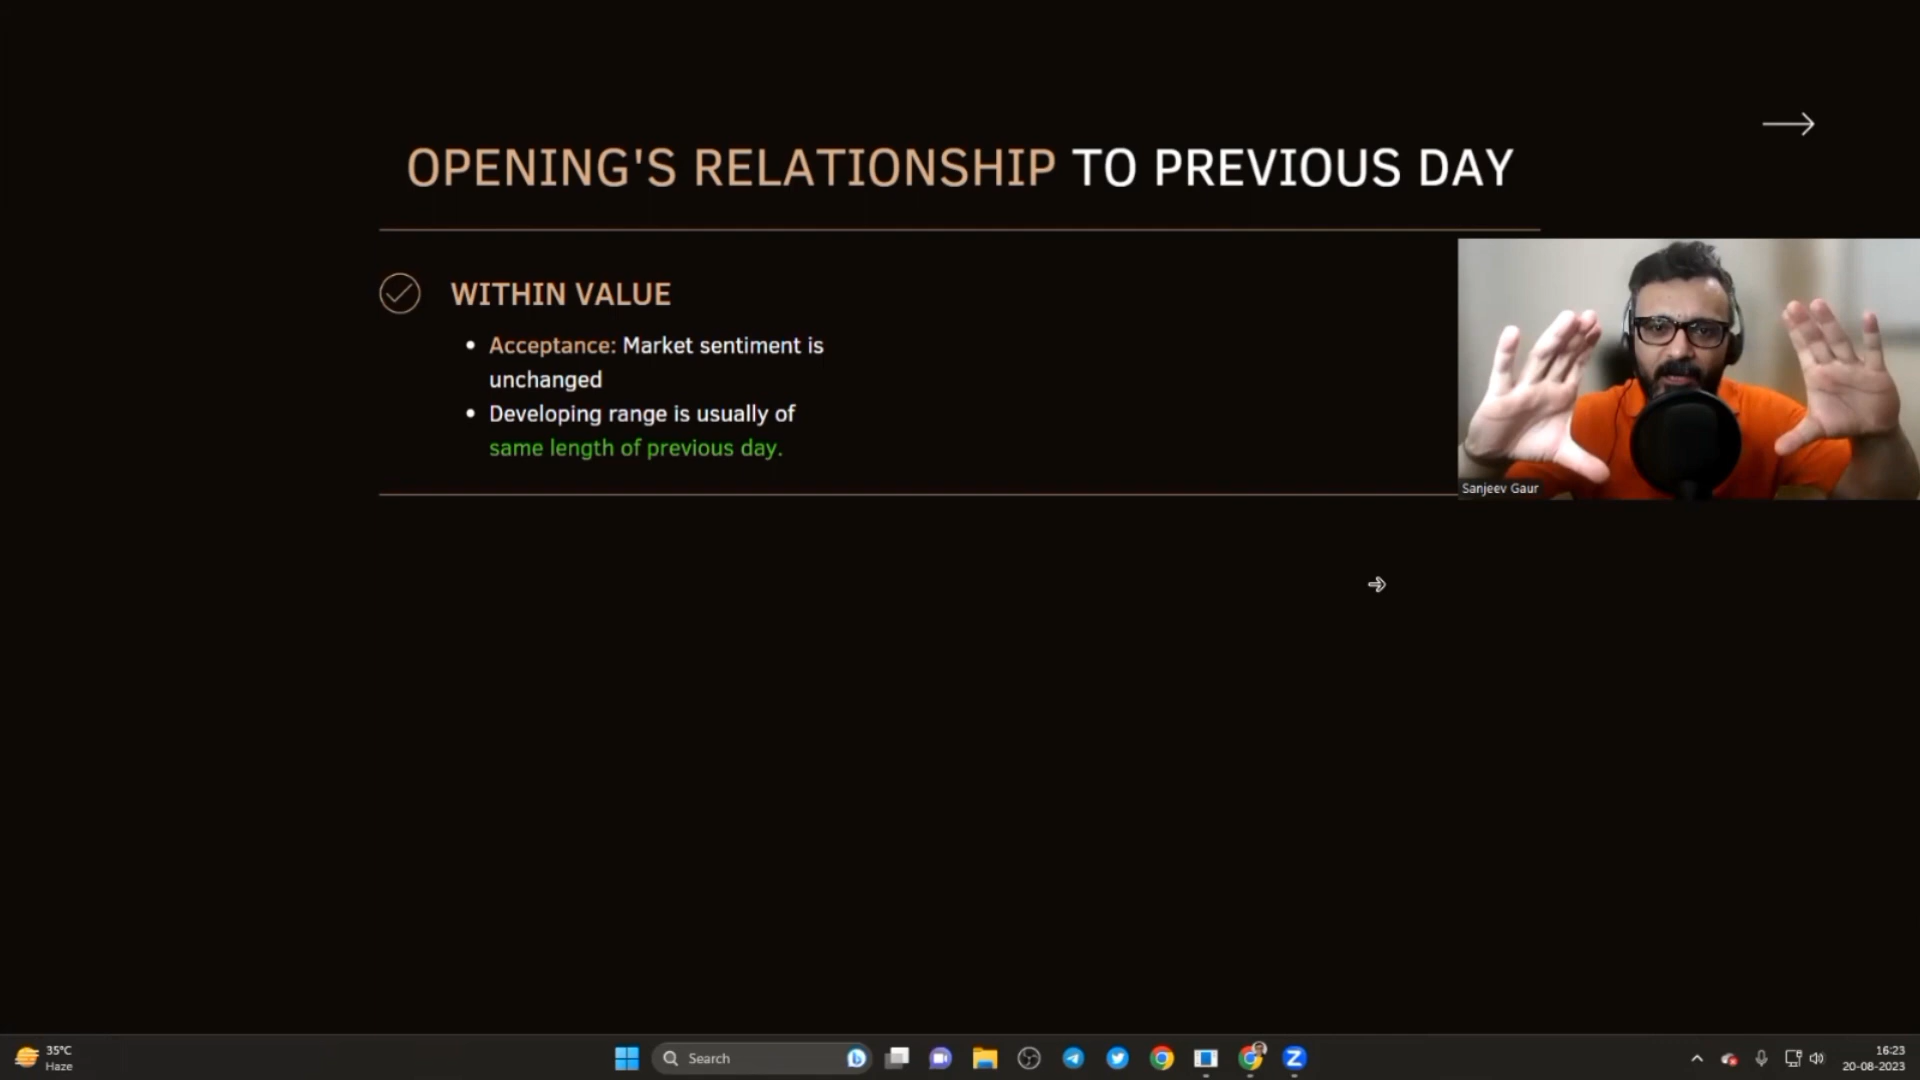 OPENING'S RELATIONSHIP TO PREVIOUS DAY
WITHIN VALUE
• Acceptance: Market sentiment is
unchanged
• Developing range is usually of
same length of previous day.
Sanjeev Gaur
35°C
Haze
Search
16:23
20-08-2023